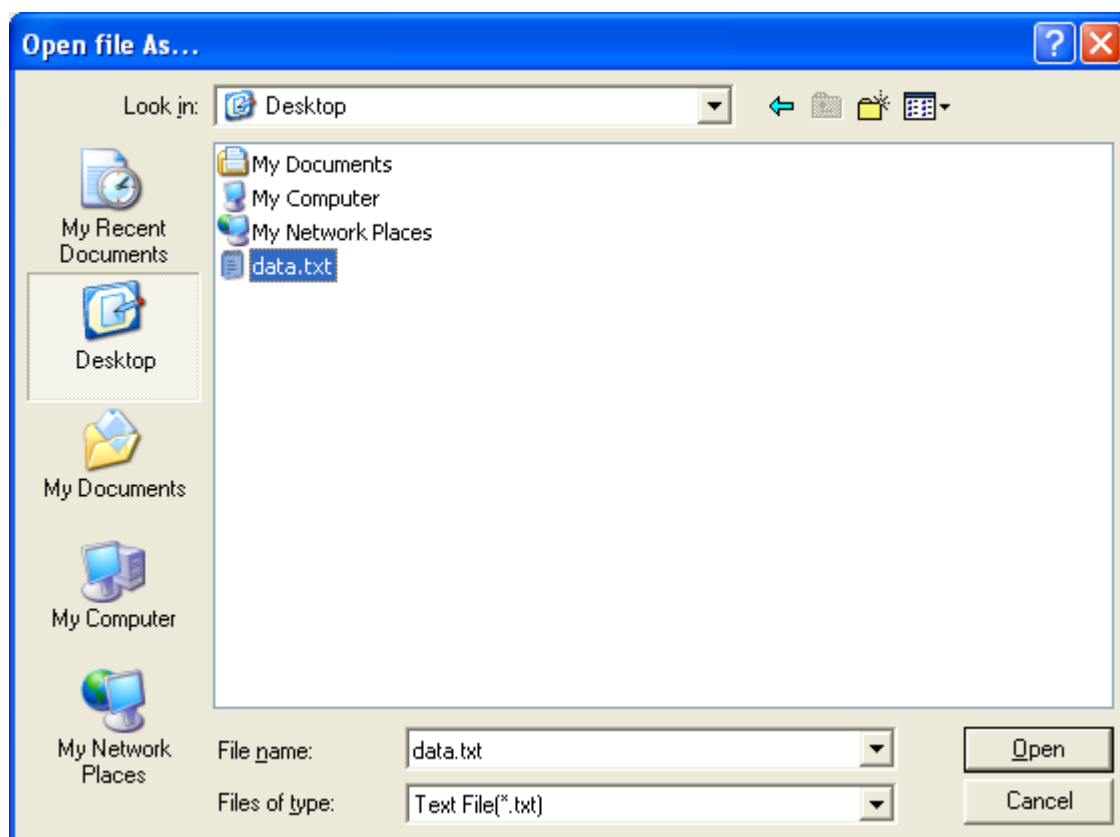 Open file As...
Look in:
Desktop
My Recent
Documents
Desktop
My Documents
My Computer
My Network
Places
My Documents
My Computer
My Network Places
data.txt
File name:
data.txt
Open
Files of type:
Text File(*.txt)
Cancel